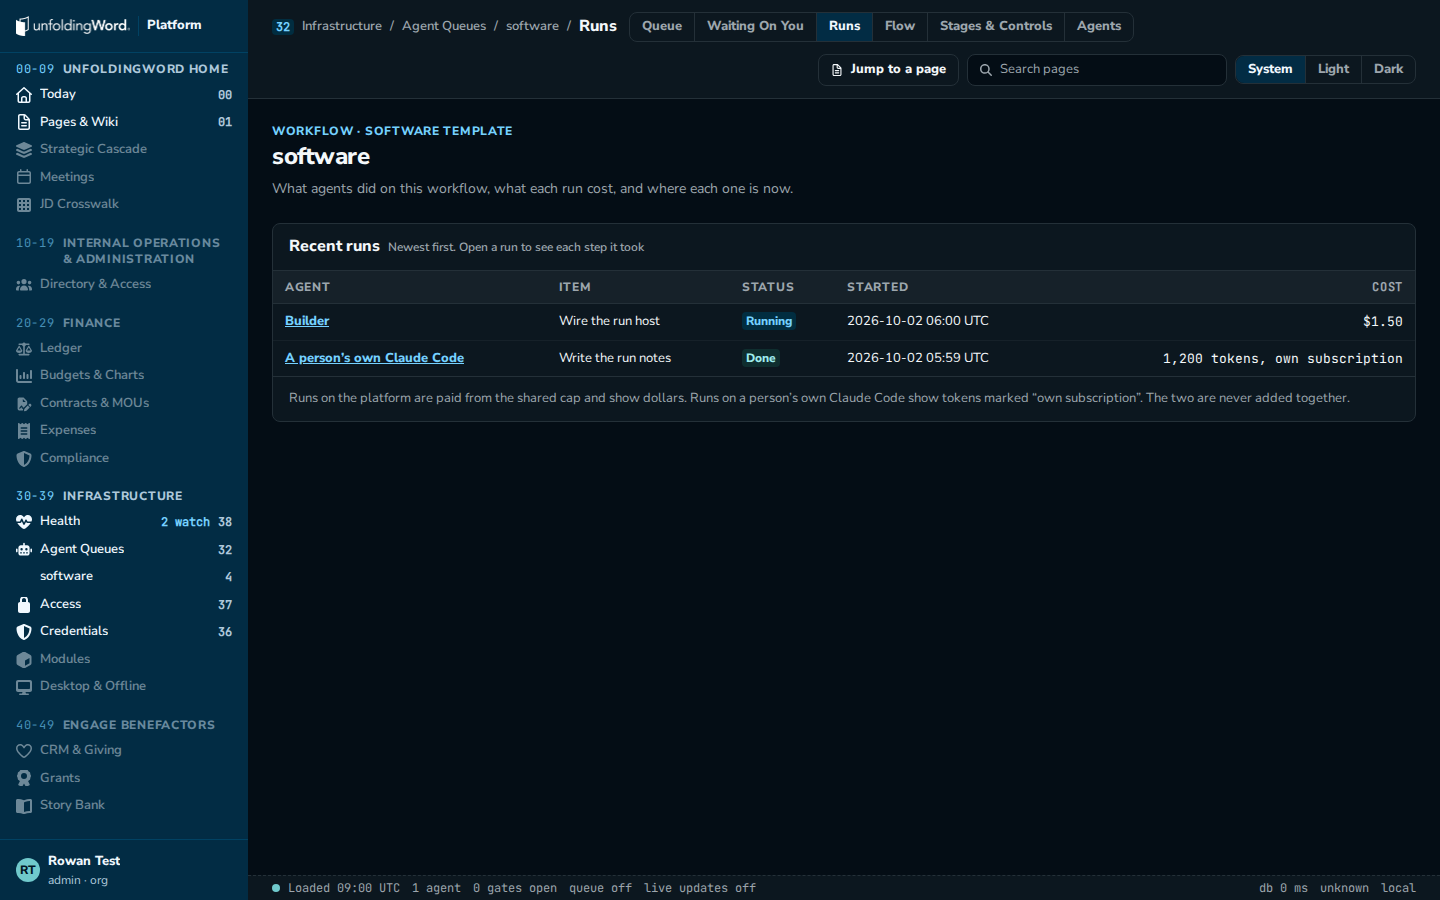 unfoldingWord® Platform
00-09 UNFOLDINGWORD HOME
Today 00
Pages & Wiki 01
Strategic Cascade
Meetings
JD Crosswalk
10-19 INTERNAL OPERATIONS
& ADMINISTRATION
Directory & Access
20-29 FINANCE
Ledger
Budgets & Charts
Contracts & MOUs
Expenses
Compliance
30-39 INFRASTRUCTURE
Health 2 watch 38
Agent Queues 32
software 4
Access 37
Credentials 36
Modules
Desktop & Offline
40-49 ENGAGE BENEFACTORS
CRM & Giving
Grants
Story Bank
RT Rowan Test
admin · org
32 Infrastructure / Agent Queues / software / Runs Queue Waiting On You Runs Flow Stages & Controls Agents
Jump to a page Search pages System Light Dark
WORKFLOW · SOFTWARE TEMPLATE
software
What agents did on this workflow, what each run cost, and where each one is now.
Recent runs Newest first. Open a run to see each step it took
AGENT ITEM STATUS STARTED COST
Builder Wire the run host Running 2026-10-02 06:00 UTC $1.50
A person's own Claude Code Write the run notes Done 2026-10-02 05:59 UTC 1,200 tokens, own subscription
Runs on the platform are paid from the shared cap and show dollars. Runs on a person's own Claude Code show tokens marked “own subscription”. The two are never added together.
Loaded 09:00 UTC 1 agent 0 gates open queue off live updates off db 0 ms unknown local